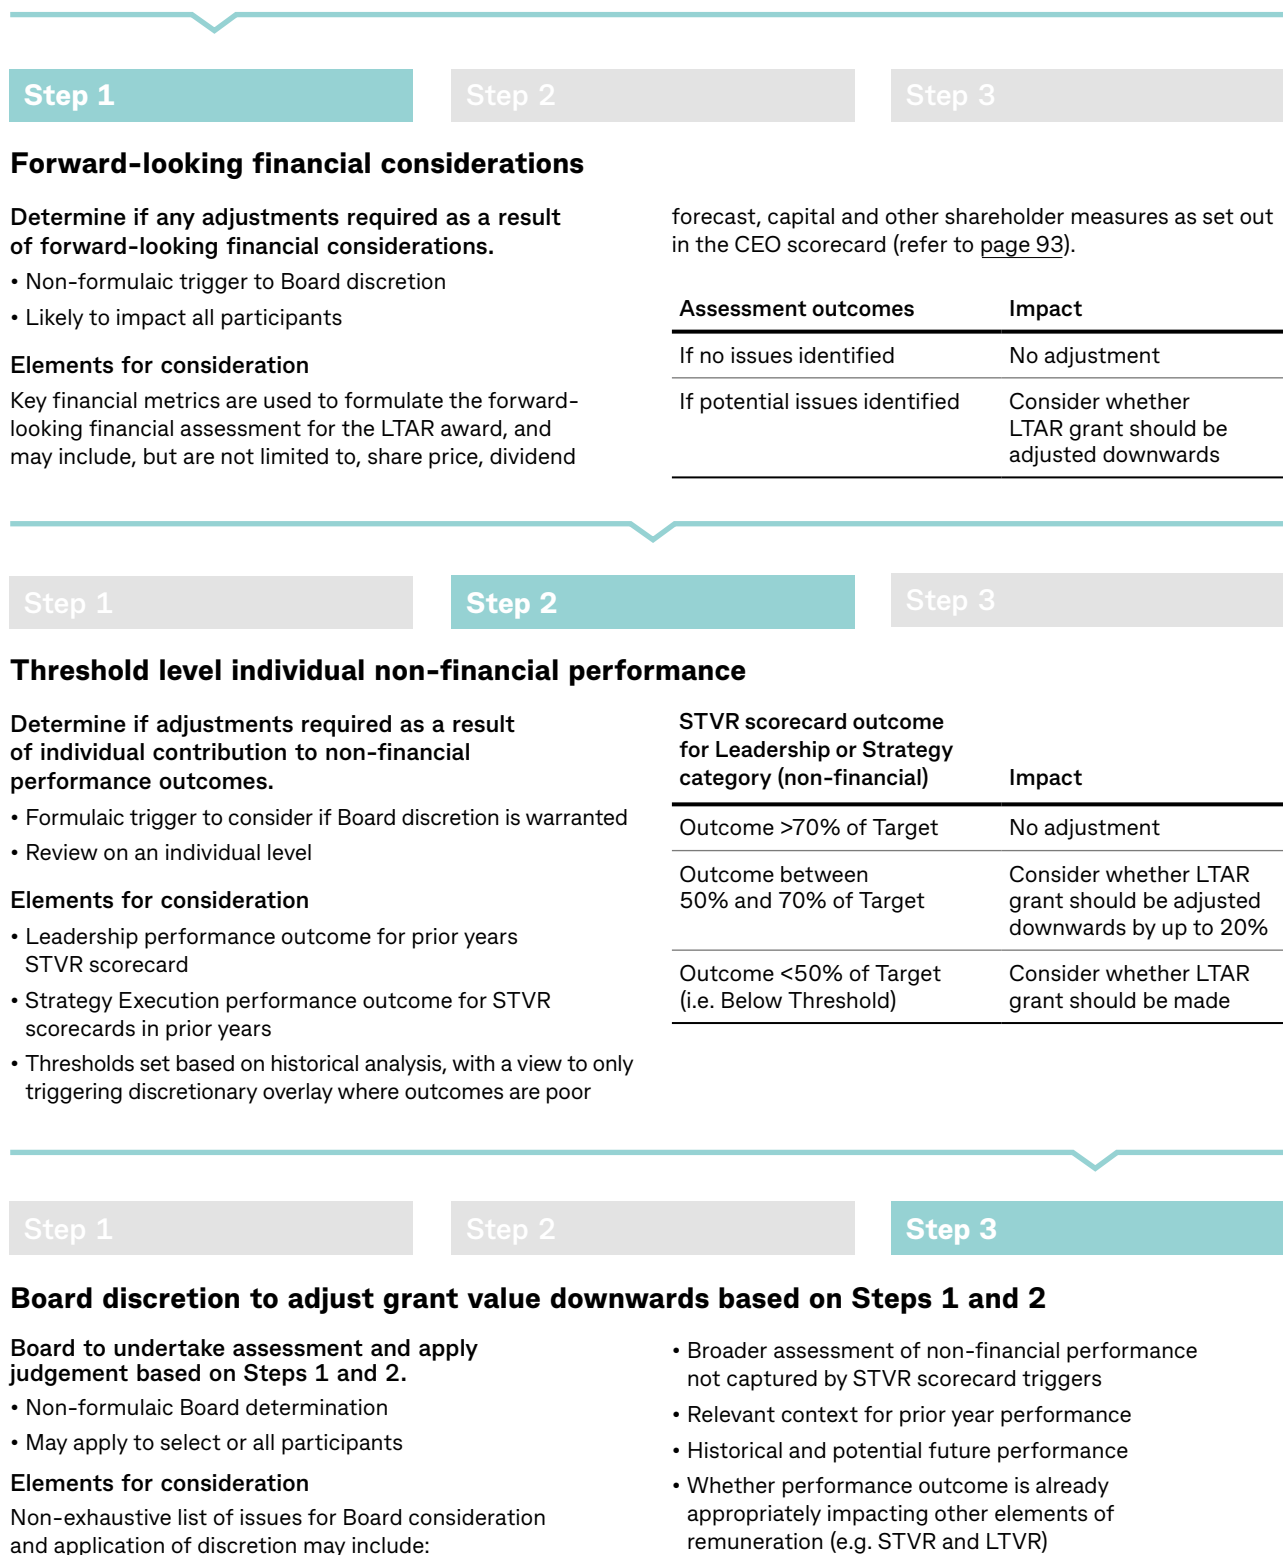 Step 1
Step 2
Step 3
Forward-looking financial considerations
Determine if any adjustments required as a result
of forward-looking financial considerations.
• Non-formulaic trigger to Board discretion
• Likely to impact all participants
Elements for consideration
Key financial metrics are used to formulate the forward-
looking financial assessment for the LTAR award, and
may include, but are not limited to, share price, dividend
forecast, capital and other shareholder measures as set out
in the CEO scorecard (refer to page 93).
Assessment outcomes Impact
If no issues identified No adjustment
If potential issues identified Consider whether
LTAR grant should be
adjusted downwards
Step 1
Step 2
Step 3
Threshold level individual non-financial performance
Determine if adjustments required as a result
of individual contribution to non-financial
performance outcomes.
• Formulaic trigger to consider if Board discretion is warranted
• Review on an individual level
Elements for consideration
• Leadership performance outcome for prior years
STVR scorecard
• Strategy Execution performance outcome for STVR
scorecards in prior years
• Thresholds set based on historical analysis, with a view to only
triggering discretionary overlay where outcomes are poor
STVR scorecard outcome
for Leadership or Strategy
category (non-financial) Impact
Outcome >70% of Target No adjustment
Outcome between Consider whether LTAR
50% and 70% of Target grant should be adjusted
downwards by up to 20%
Outcome <50% of Target Consider whether LTAR
(i.e. Below Threshold) grant should be made
Step 1
Step 2
Step 3
Board discretion to adjust grant value downwards based on Steps 1 and 2
Board to undertake assessment and apply
judgement based on Steps 1 and 2.
• Non-formulaic Board determination
• May apply to select or all participants
Elements for consideration
Non-exhaustive list of issues for Board consideration
and application of discretion may include:
• Broader assessment of non-financial performance
not captured by STVR scorecard triggers
• Relevant context for prior year performance
• Historical and potential future performance
• Whether performance outcome is already
appropriately impacting other elements of
remuneration (e.g. STVR and LTVR)